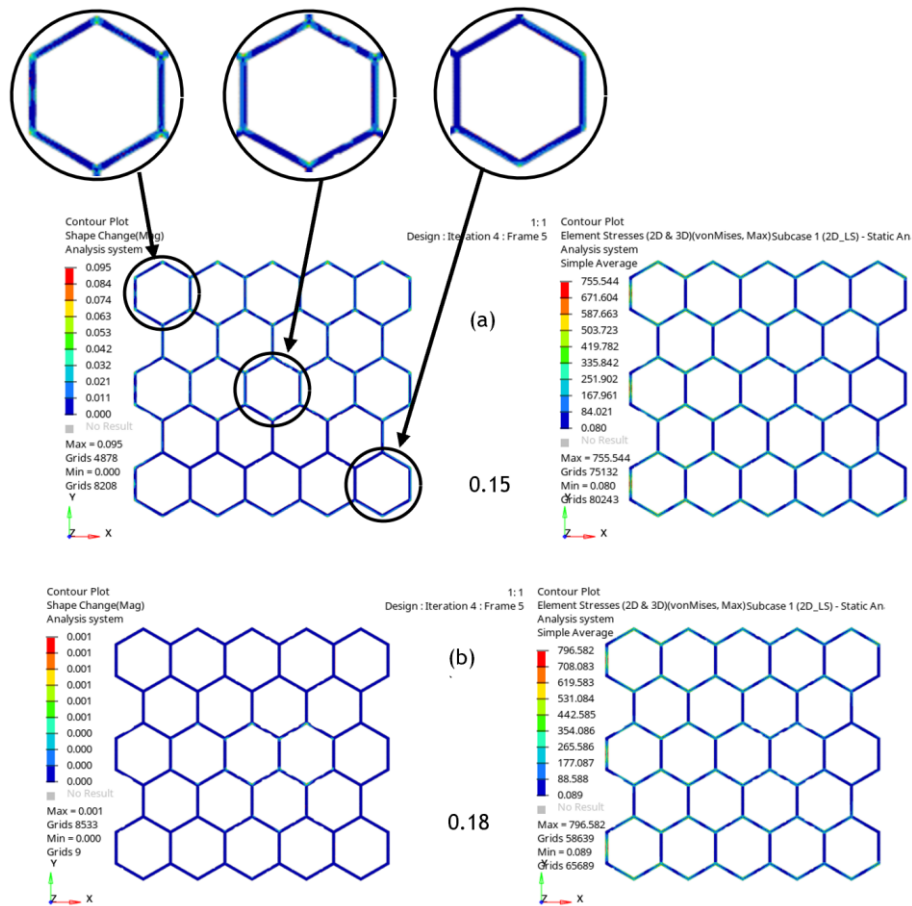 Contour Plot
Shape Change(Mag)
Analysis system
0.095
0.084
0.074
0.063
0.053
0.042
0.032
0.021
0.011
0.000
No Result
Max = 0.095
Grids 4878
Min = 0.000
Grids 8208
Y
Z X
1: 1
Design : Iteration 4 : Frame 5
(a)
0.15
Contour Plot
Element Stresses (2D & 3D)(vonMises, Max)Subcase 1 (2D_LS) - Static An
Analysis system
Simple Average
755.544
671.604
587.663
503.723
419.782
335.842
251.902
167.961
84.021
0.080
No Result
Max = 755.544
Grids 75132
Min = 0.080
Grids 80243
Y
Z X
Contour Plot
Shape Change(Mag)
Analysis system
0.001
0.001
0.001
0.001
0.001
0.000
0.000
0.000
0.000
0.000
No Result
Max = 0.001
Grids 8533
Min = 0.000
Grids 9
Y
Z X
1: 1
Design : Iteration 4 : Frame 5
(b)
0.18
Contour Plot
Element Stresses (2D & 3D)(vonMises, Max)Subcase 1 (2D_LS) - Static An
Analysis system
Simple Average
796.582
708.083
619.583
531.084
442.585
354.086
265.586
177.087
88.588
0.089
No Result
Max = 796.582
Grids 58639
Min = 0.089
Grids 65689
Y
Z X